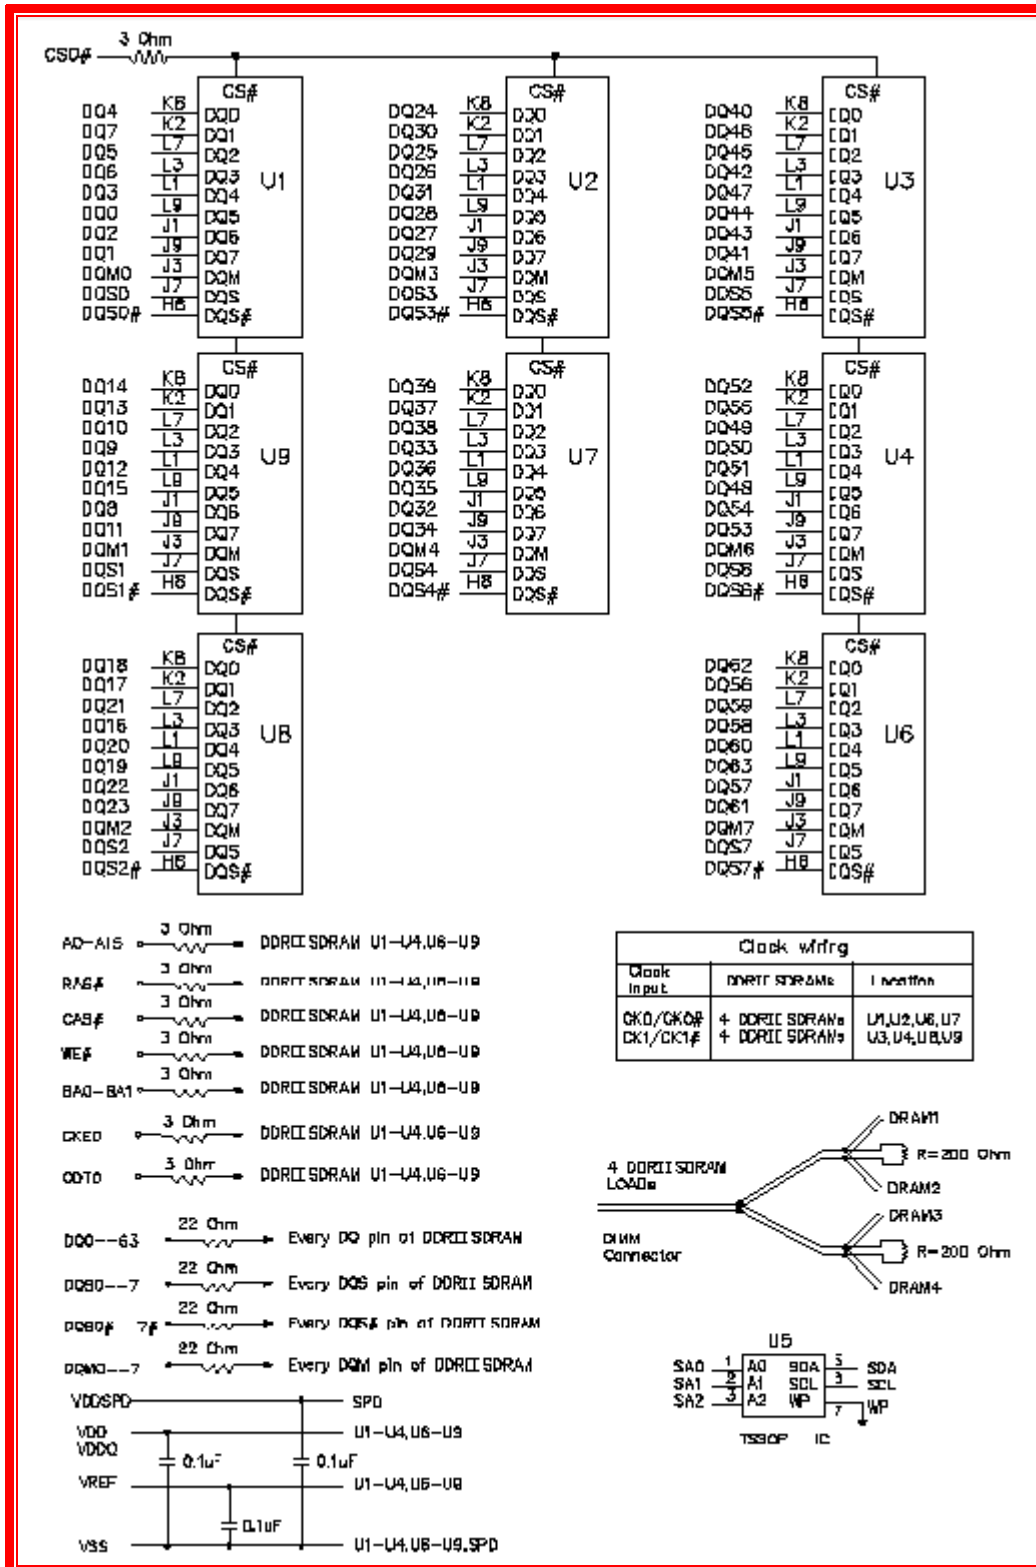 3 Ohm
CS0#
CS#
DQ4 K8 DQ0
DQ7 K2 DQ1
DQ5 L7 DQ2
DQ6 L3 DQ3
DQ3 L1 DQ4
DQ0 L9 DQ5
DQ2 J1 DQ6
DQ1 J9 DQ7
DQM0 J3 DQM
DQS0 J7 DQS
DQS0# H8 DQS#
U1
CS#
DQ24 K8 DQ0
DQ30 K2 DQ1
DQ25 L7 DQ2
DQ26 L3 DQ3
DQ31 L1 DQ4
DQ28 L9 DQ5
DQ27 J1 DQ6
DQ29 J9 DQ7
DQM3 J3 DQM
DQS3 J7 DQS
DQS3# H8 DQS#
U2
CS#
DQ40 K8 DQ0
DQ46 K2 DQ1
DQ45 L7 DQ2
DQ42 L3 DQ3
DQ47 L1 DQ4
DQ44 L9 DQ5
DQ43 J1 DQ6
DQ41 J9 DQ7
DQM5 J3 DQM
DQS5 J7 DQS
DQS5# H8 DQS#
U3
CS#
DQ14 K8 DQ0
DQ13 K2 DQ1
DQ10 L7 DQ2
DQ9 L3 DQ3
DQ12 L1 DQ4
DQ15 L9 DQ5
DQ8 J1 DQ6
DQ11 J9 DQ7
DQM1 J3 DQM
DQS1 J7 DQS
DQS1# H8 DQS#
U9
CS#
DQ39 K8 DQ0
DQ37 K2 DQ1
DQ38 L7 DQ2
DQ33 L3 DQ3
DQ36 L1 DQ4
DQ35 L9 DQ5
DQ32 J1 DQ6
DQ34 J9 DQ7
DQM4 J3 DQM
DQS4 J7 DQS
DQS4# H8 DQS#
U7
CS#
DQ52 K8 DQ0
DQ55 K2 DQ1
DQ49 L7 DQ2
DQ50 L3 DQ3
DQ51 L1 DQ4
DQ48 L9 DQ5
DQ54 J1 DQ6
DQ53 J9 DQ7
DQM6 J3 DQM
DQS6 J7 DQS
DQS6# H8 DQS#
U4
CS#
DQ18 K8 DQ0
DQ17 K2 DQ1
DQ21 L7 DQ2
DQ16 L3 DQ3
DQ20 L1 DQ4
DQ19 L9 DQ5
DQ22 J1 DQ6
DQ23 J9 DQ7
DQM2 J3 DQM
DQS2 J7 DQS
DQS2# H8 DQS#
U8
CS#
DQ62 K8 DQ0
DQ56 K2 DQ1
DQ59 L7 DQ2
DQ58 L3 DQ3
DQ60 L1 DQ4
DQ63 L9 DQ5
DQ57 J1 DQ6
DQ61 J9 DQ7
DQM7 J3 DQM
DQS7 J7 DQS
DQS7# H8 DQS#
U6
A0-A15 3 Ohm DDRII SDRAM U1-U4,U6-U9
RAS# 3 Ohm DDRII SDRAM U1-U4,U6-U9
CAS# 3 Ohm DDRII SDRAM U1-U4,U6-U9
WE# 3 Ohm DDRII SDRAM U1-U4,U6-U9
BA0-BA1 3 Ohm DDRII SDRAM U1-U4,U6-U9
CKE0 3 Ohm DDRII SDRAM U1-U4,U6-U9
ODT0 3 Ohm DDRII SDRAM U1-U4,U6-U9
DQ0--63 22 Ohm Every DQ pin of DDRII SDRAM
DQS0--7 22 Ohm Every DQS pin of DDRII SDRAM
DQS0# 7# 22 Ohm Every DQS# pin of DDRII SDRAM
DQM0--7 22 Ohm Every DQM pin of DDRII SDRAM
VDDSPD SPD
VDD U1-U4,U6-U9
VDDQ
0.1uF 0.1uF
VREF U1-U4,U6-U9
0.1uF
VSS U1-U4,U6-U9,SPD
Clock wiring
Clock Input DDRII SDRAMs Location
CK0/CK0# 4 DDRII SDRAMs U1,U2,U6,U7
CK1/CK1# 4 DDRII SDRAMs U3,U4,U8,U9
DRAM1
R=200 Ohm
DRAM2
4 DDRII SDRAM
LOADs
DIMM
Connector
DRAM3
R=200 Ohm
DRAM4
U5
SA0 1 A0 SDA 5 SDA
SA1 2 A1 SCL 6 SCL
SA2 3 A2 WP 7 WP
TSSOP IC